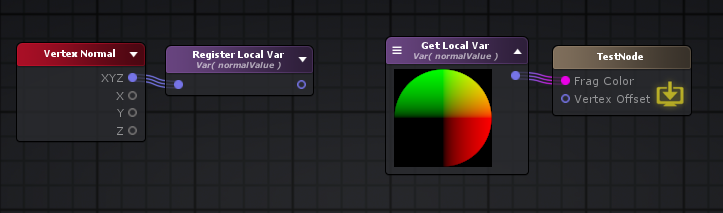 Vertex Normal
XYZ
X
Y
Z
Register Local Var
Var( normalValue )
Get Local Var
Var( normalValue )
TestNode
Frag Color
Vertex Offset